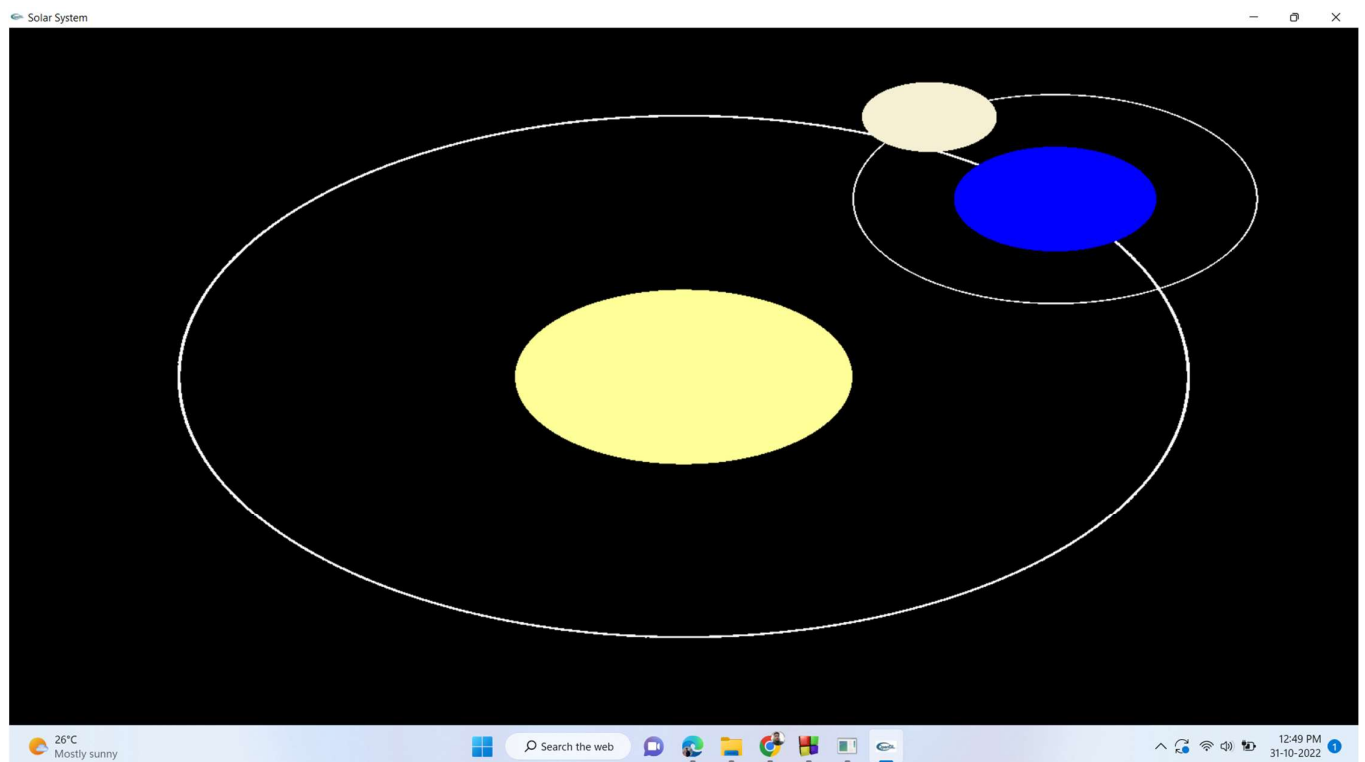 Solar System
26°C
Mostly sunny
Search the web
12:49 PM
31-10-2022
1